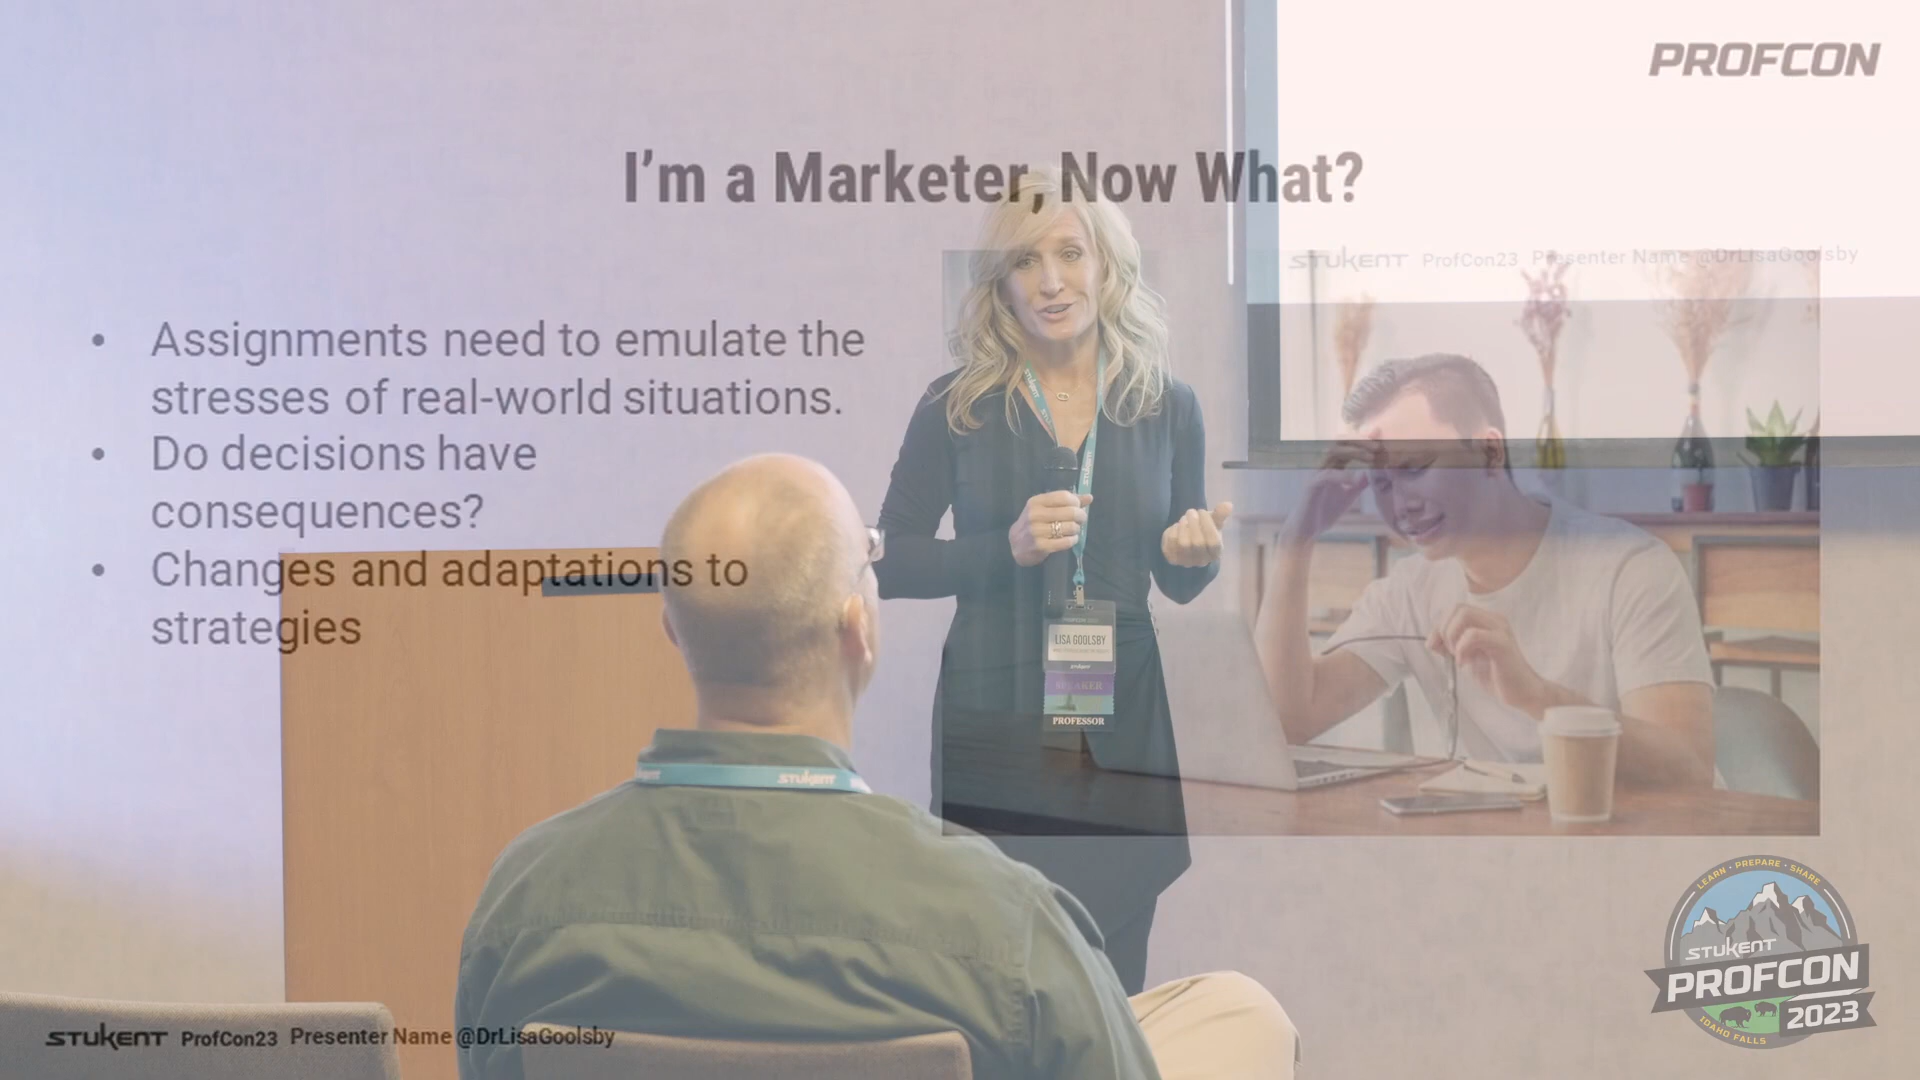 PROFCON
I'm a Marketer, Now What?
STUKENT ProfCon23 Presenter Name @DrLisaGoolsby
• Assignments need to emulate the
stresses of real-world situations.
• Do decisions have
consequences?
• Changes and adaptations to
strategies
LISA GOOLSBY
SPEAKER
PROFESSOR
STUKENT
LEARN • PREPARE • SHARE
STUKENT
PROFCON
2023
IDAHO FALLS
STUKENT ProfCon23 Presenter Name @DrLisaGoolsby